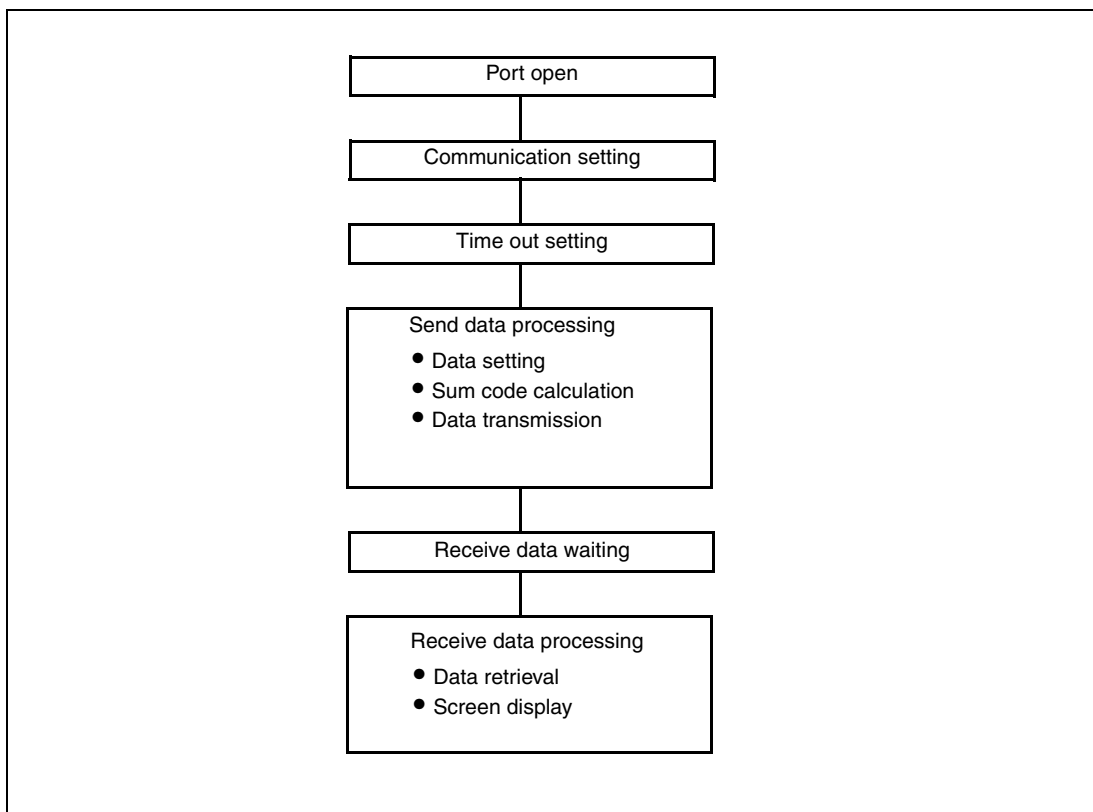 Port open
Communication setting
Time out setting
Send data processing
● Data setting
● Sum code calculation
● Data transmission
Receive data waiting
Receive data processing
● Data retrieval
● Screen display